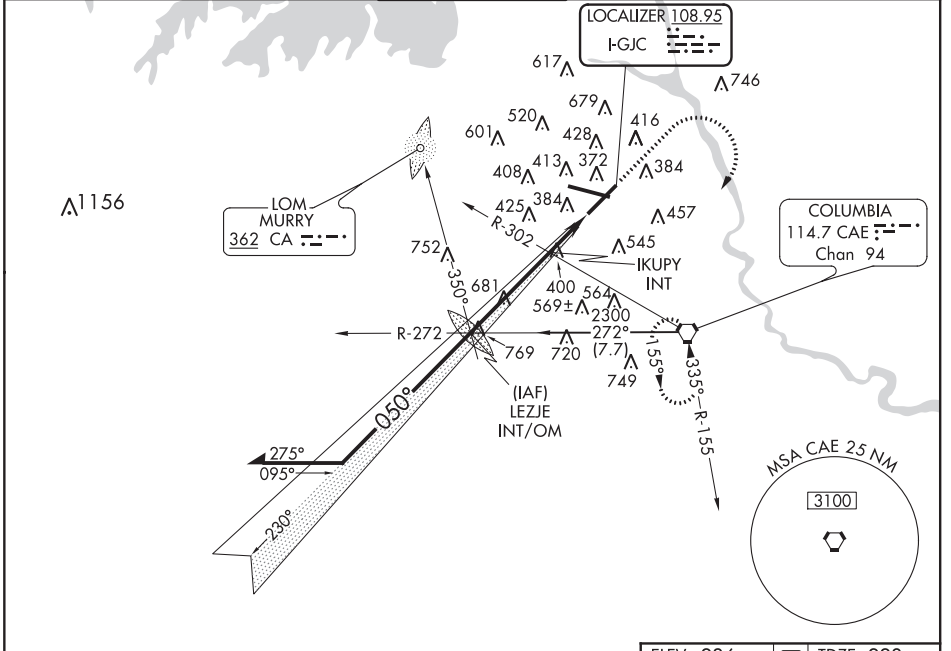 LOCALIZER 108.95
I-GJC
617
746
679
520
416
601
428
413
372
408
384
1156
LOM
MURRY
362 CA
425
384
457
R-302
COLUMBIA
114.7 CAE
Chan 94
752
545
IKUPY
INT
350°
681
400
564
569±
2300
R-272
272°
(7.7)
769
720
749
155°
335°
R-155
(IAF)
LEZJE
INT/OM
050°
275°
095°
230°
MSA CAE 25 NM
3100